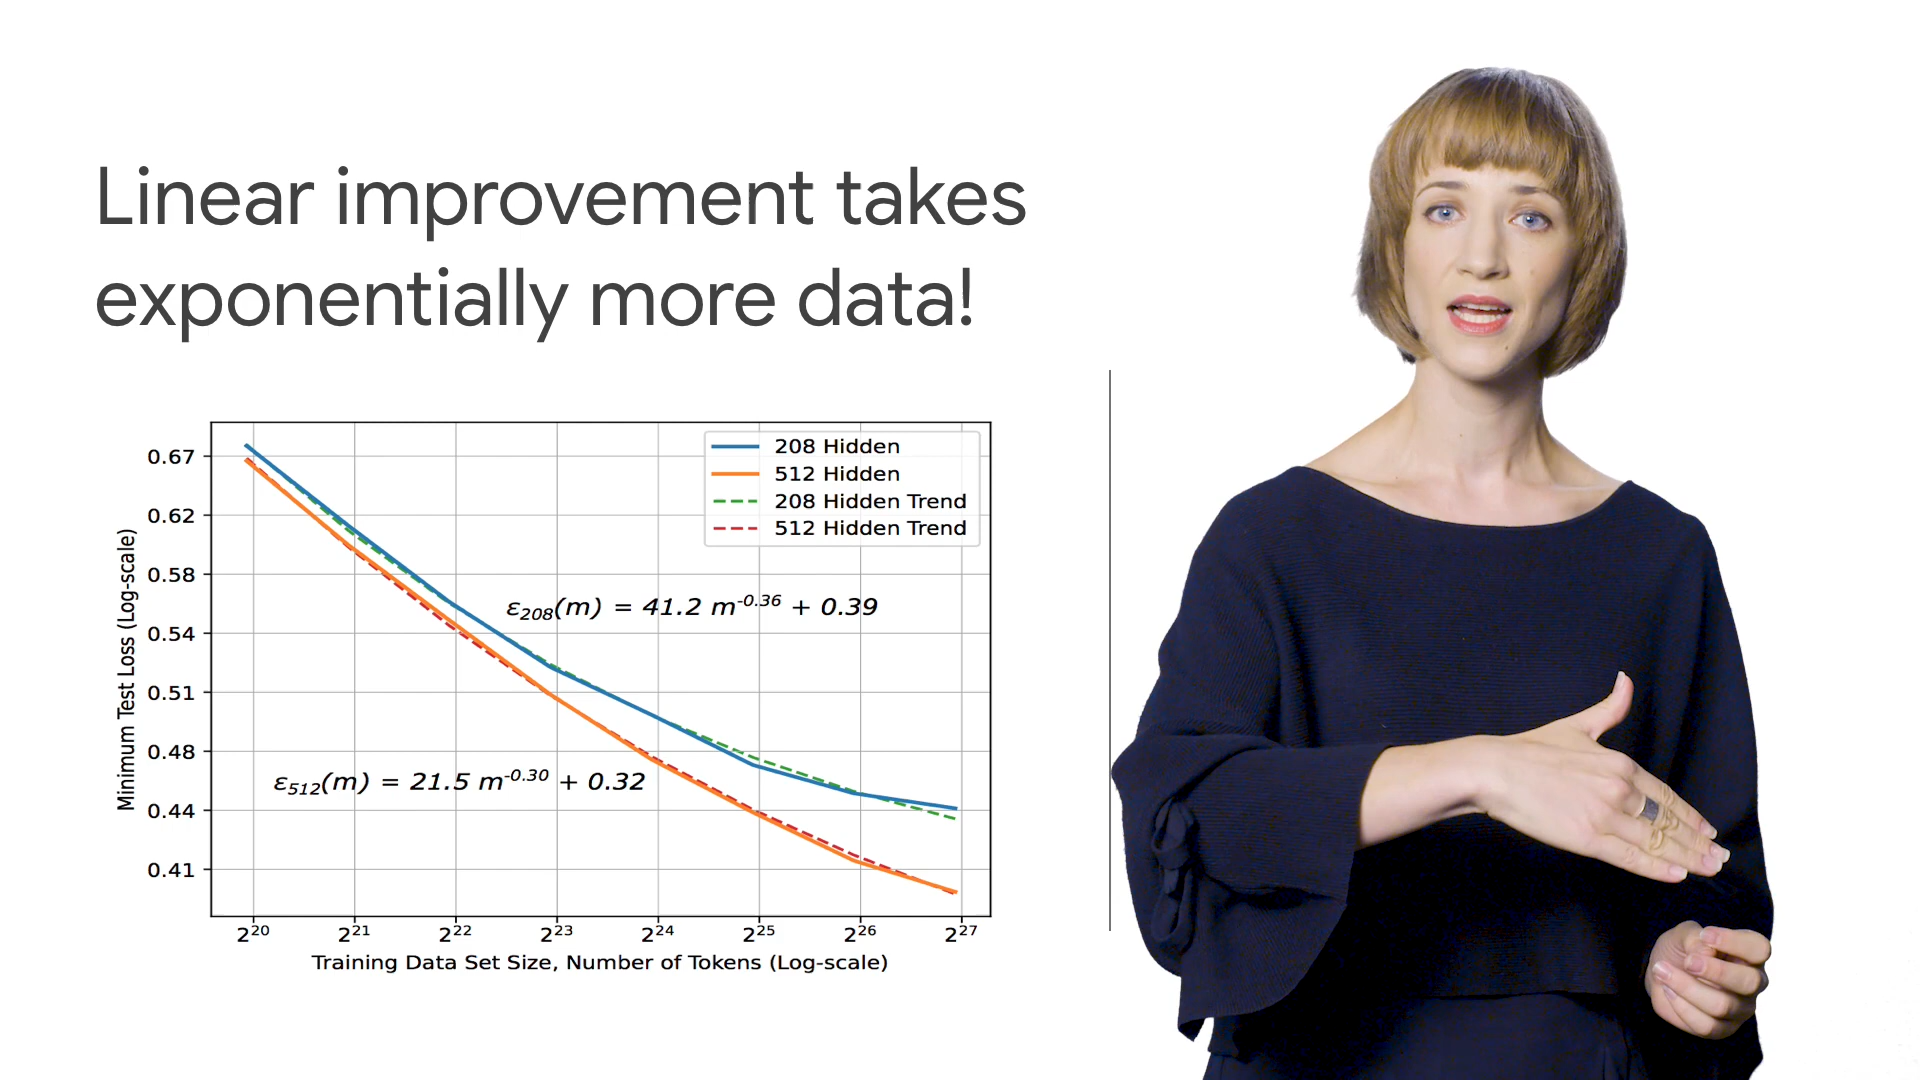 Linear improvement takes
exponentially more data!
208 Hidden
512 Hidden
208 Hidden Trend
512 Hidden Trend
0.67
0.62
0.58
0.54
0.51
0.48
0.44
0.41
Minimum Test Loss (Log-scale)
ε₂₀₈(m) = 41.2 m⁻⁰·³⁶ + 0.39
ε₅₁₂(m) = 21.5 m⁻⁰·³⁰ + 0.32
2²⁰ 2²¹ 2²² 2²³ 2²⁴ 2²⁵ 2²⁶ 2²⁷
Training Data Set Size, Number of Tokens (Log-scale)